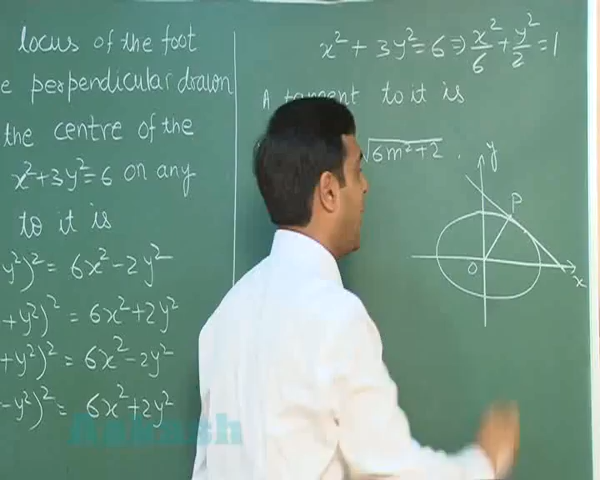 locus of the foot
e perpendicular drawn
the centre of the
x²+3y²=6 on any
to it is
y²)² = 6x²-2y²
+y²)² = 6x²+2y²
+y²)² = 6x²-2y²
-y²)² = 6x²+2y²
x² + 3y² = 6 ⇒ x²/6 + y²/2 = 1
A tangent to it is
√6m²+2 .
y
P
O
x
Aakash